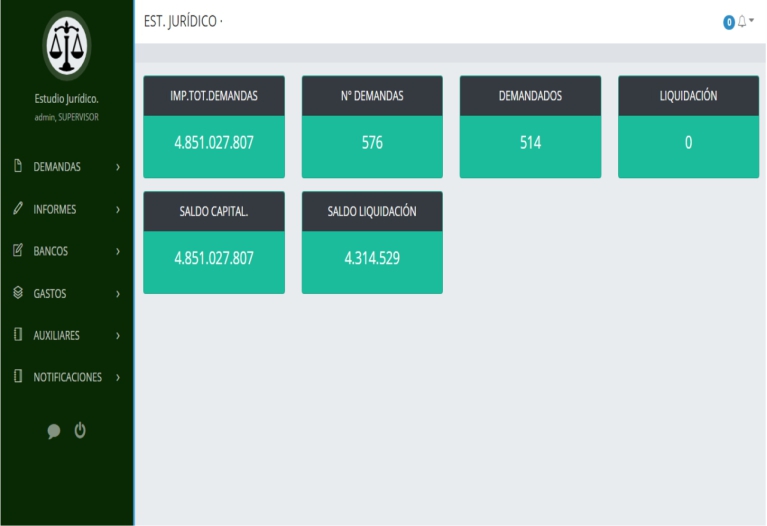 EST. JURÍDICO ·
0
Estudio Jurídico.
admin, SUPERVISOR
DEMANDAS
INFORMES
BANCOS
GASTOS
AUXILIARES
NOTIFICACIONES
IMP.TOT.DEMANDAS
4.851.027.807
N° DEMANDAS
576
DEMANDADOS
514
LIQUIDACIÓN
0
SALDO CAPITAL.
4.851.027.807
SALDO LIQUIDACIÓN
4.314.529